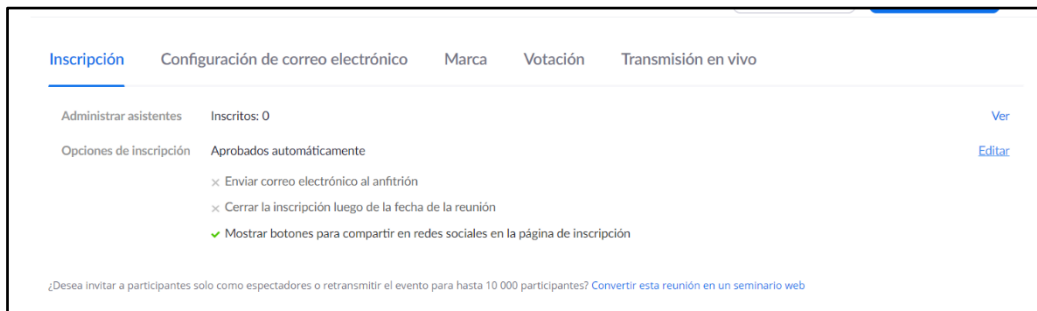 Inscripción Configuración de correo electrónico Marca Votación Transmisión en vivo
Administrar asistentes Inscritos: 0 Ver
Opciones de inscripción Aprobados automáticamente Editar
Enviar correo electrónico al anfitrión
Cerrar la inscripción luego de la fecha de la reunión
Mostrar botones para compartir en redes sociales en la página de inscripción
¿Desea invitar a participantes solo como espectadores o retransmitir el evento para hasta 10 000 participantes? Convertir esta reunión en un seminario web